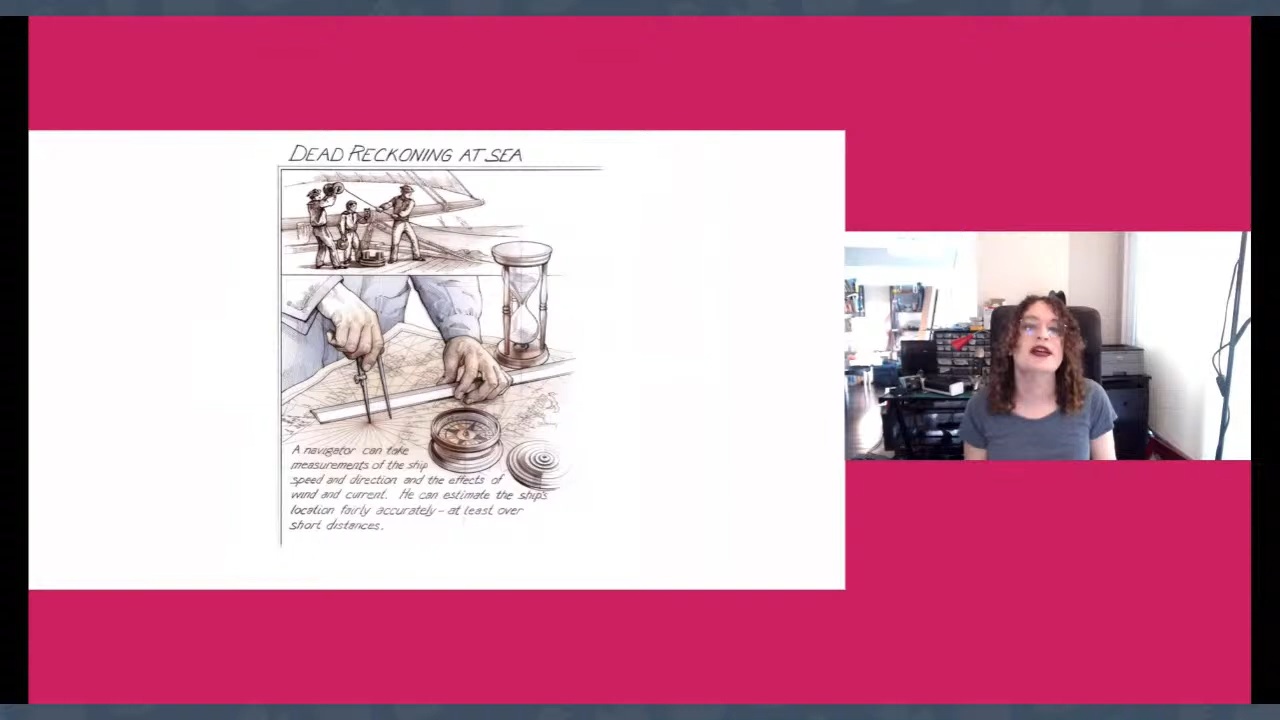 DEAD RECKONING AT SEA
A navigator can take
measurements of the ship
speed and direction and the effects of
wind and current. He can estimate the ship's
location fairly accurately – at least over
short distances.